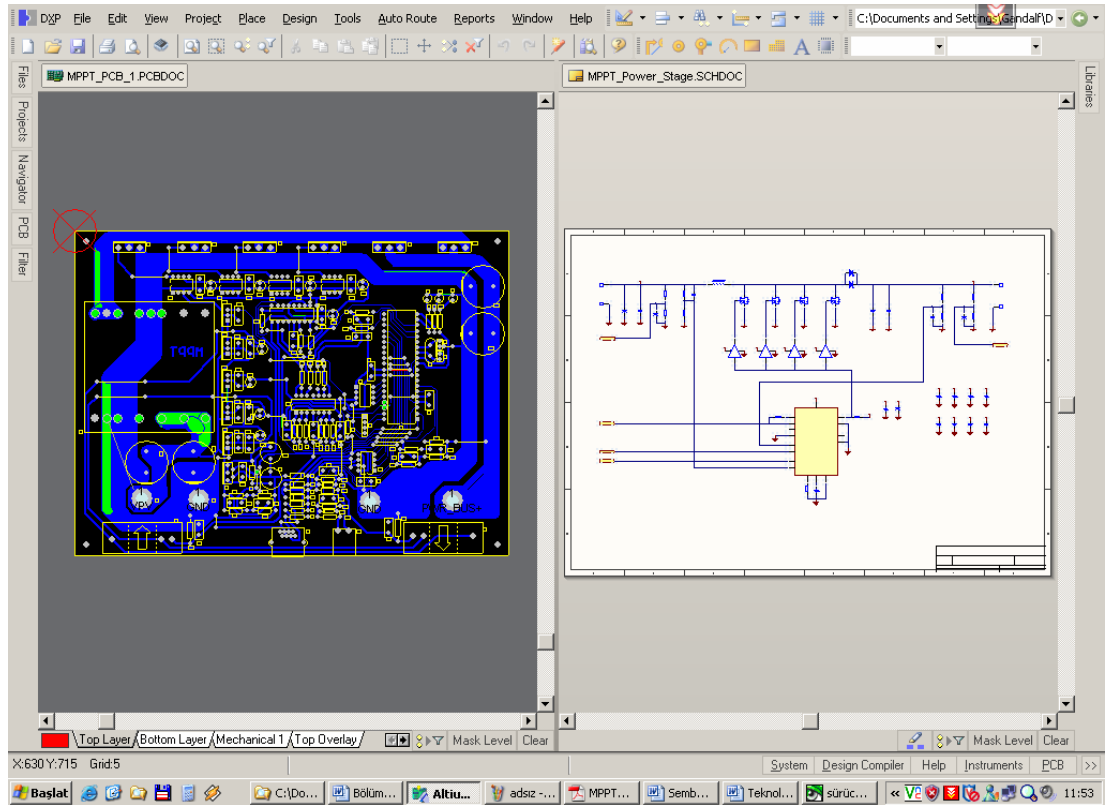 DXP File Edit View Project Place Design Tools Auto Route Reports Window Help C:\Documents and Settings\Gandalf\D
Files
Projects
Navigator
PCB
Filter
MPPT_PCB_1.PCBDOC
MPPT_Power_Stage.SCHDOC
Libraries
MPPT
GND
GND
PWR_BUS+
Top Layer Bottom Layer Mechanical 1 Top Overlay Mask Level Clear
Mask Level Clear
X:630 Y:715 Grid:5
System Design Compiler Help Instruments PCB >>
Başlat C:\Do... Bölüm... Altiu... adsız -... MPPT... Semb... Teknol... sürüc... « 11:53